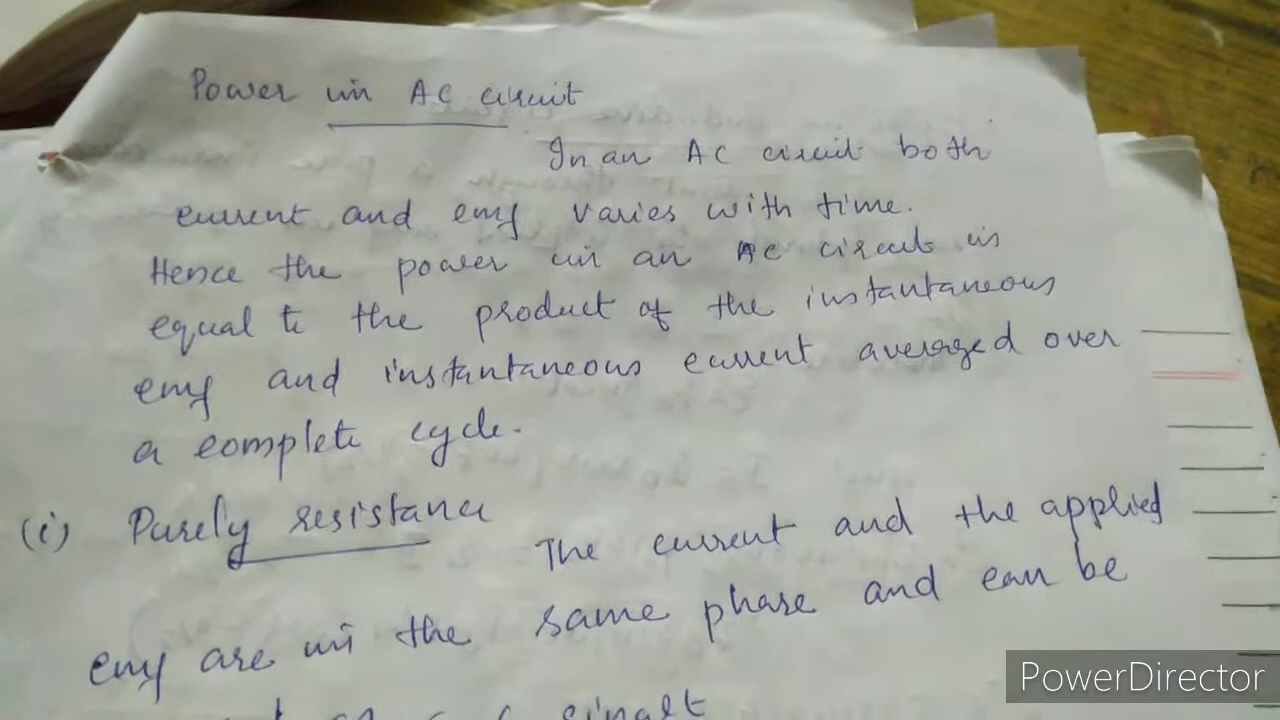 Power in AC circuit
In an AC circuit both
current and emf varies with time.
Hence the power in an AC circuit is
equal to the product of the instantaneous
emf and instantaneous current averaged over
a complete cycle.
(i) Purely resistance
The current and the applied
emf are in the same phase and can be
PowerDirector